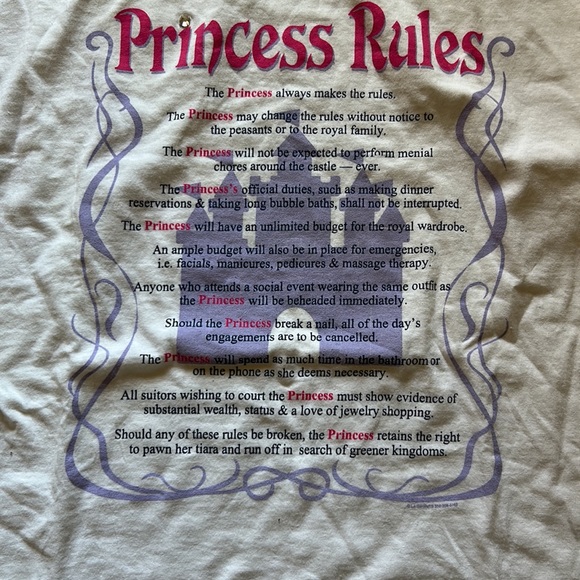 Princess Rules
The Princess always makes the rules.
The Princess may change the rules without notice to
the peasants or to the royal family.
The Princess will not be expected to perform menial
chores around the castle — ever.
The Princess's official duties, such as making dinner
reservations & taking long bubble baths, shall not be interrupted.
The Princess will have an unlimited budget for the royal wardrobe.
An ample budget will also be in place for emergencies,
i.e. facials, manicures, pedicures & massage therapy.
Anyone who attends a social event wearing the same outfit as
the Princess will be beheaded immediately.
Should the Princess break a nail, all of the day's
engagements are to be cancelled.
The Princess will spend as much time in the bathroom or
on the phone as she deems necessary.
All suitors wishing to court the Princess must show evidence of
substantial wealth, status & a love of jewelry shopping.
Should any of these rules be broken, the Princess retains the right
to pawn her tiara and run off in search of greener kingdoms.